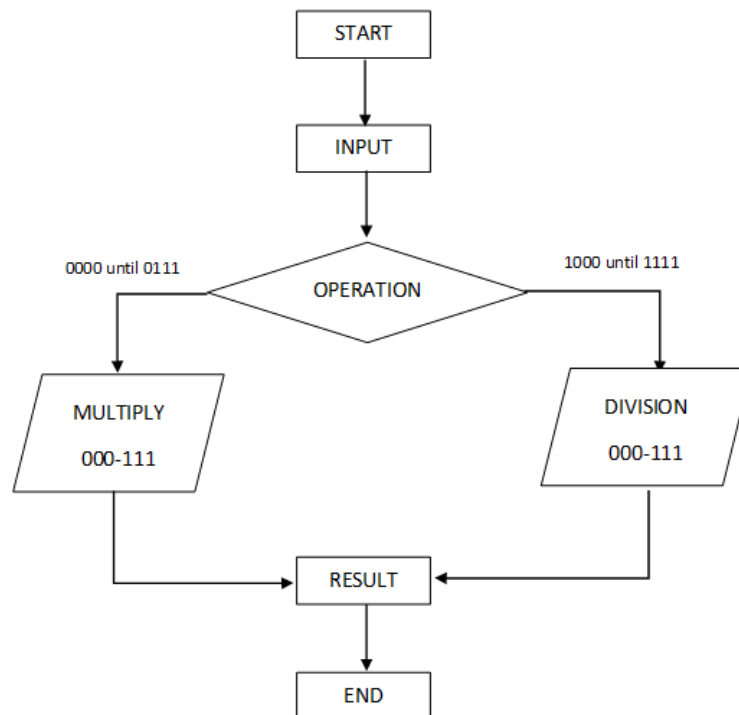 START
INPUT
0000 until 0111
1000 until 1111
OPERATION
MULTIPLY
000-111
DIVISION
000-111
RESULT
END